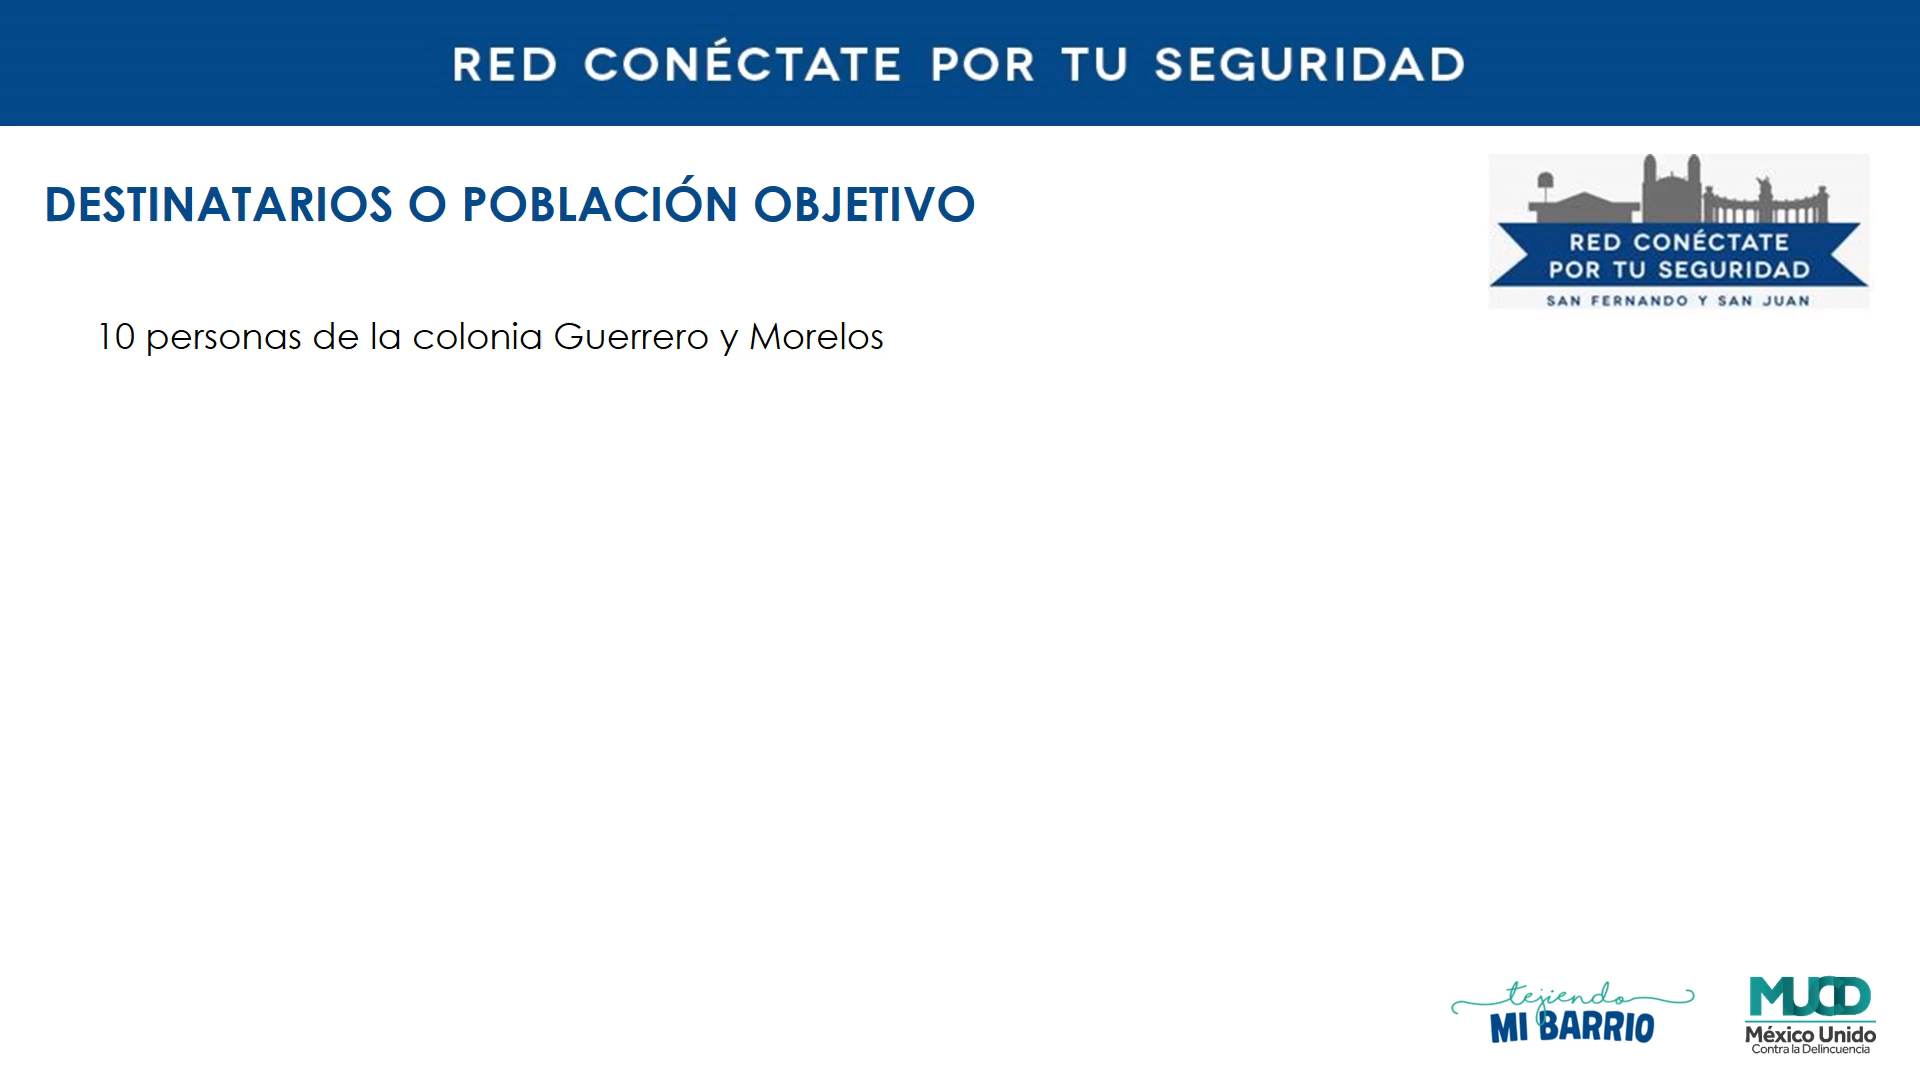 RED CONÉCTATE POR TU SEGURIDAD
DESTINATARIOS O POBLACIÓN OBJETIVO
RED CONÉCTATE
POR TU SEGURIDAD
SAN FERNANDO Y SAN JUAN
10 personas de la colonia Guerrero y Morelos
tejiendo
MI BARRIO
MUCD
México Unido
Contra la Delincuencia